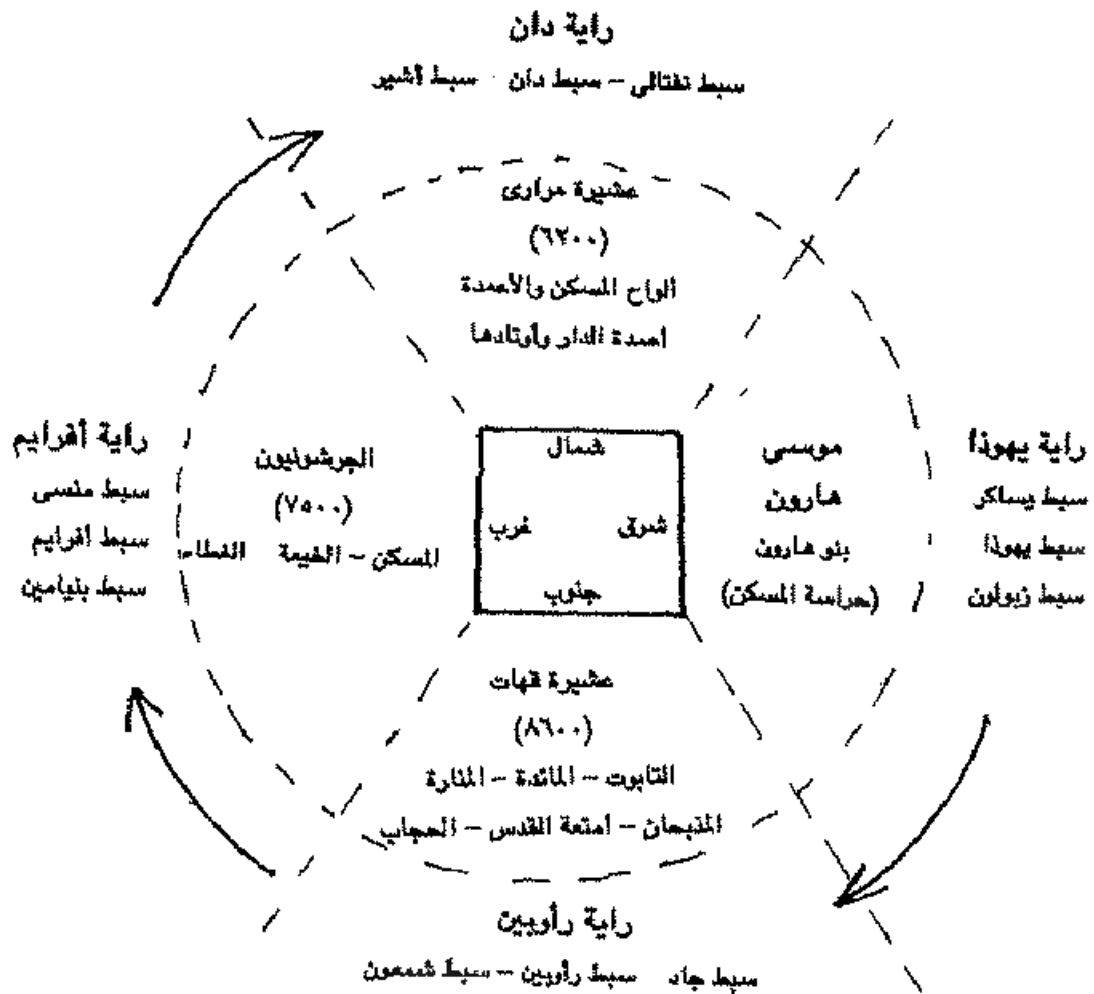 راية دان
سبط نفتالى – سبط دان سبط أشير
عشيرة مرارى
(٦٢٠٠)
ألواح المسكن والأعمدة
أعمدة الدار وأوتادها
راية أفرايم
سبط منسى
سبط أفرايم
سبط بنيامين
الجرشونيون
(٧٥٠٠)
المسكن – الخيمة الغطاء
شمال
غرب
شرق
جنوب
موسى
هارون
بنو هارون
(حراسة المسكن)
راية يهوذا
سبط يساكر
سبط يهوذا
سبط زبولون
عشيرة قهات
(٨٦٠٠)
التابوت – المائدة – المنارة
المذبحان – أمتعة القدس – الحجاب
راية رأوبين
سبط جاد سبط رأوبين – سبط شمعون